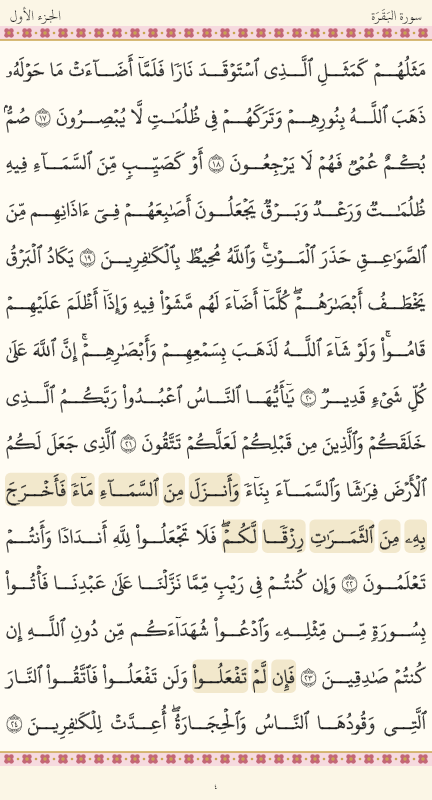 سورة البَقَرَة الجزء الأول
مَثَلُهُمۡ كَمَثَلِ ٱلَّذِي ٱسۡتَوۡقَدَ نَارٗا فَلَمَّآ أَضَآءَتۡ مَا حَوۡلَهُۥ
ذَهَبَ ٱللَّهُ بِنُورِهِمۡ وَتَرَكَهُمۡ فِي ظُلُمَٰتٖ لَّا يُبۡصِرُونَ ١٧ صُمُّۢ
بُكۡمٌ عُمۡيٞ فَهُمۡ لَا يَرۡجِعُونَ ١٨ أَوۡ كَصَيِّبٖ مِّنَ ٱلسَّمَآءِ فِيهِ
ظُلُمَٰتٞ وَرَعۡدٞ وَبَرۡقٞ يَجۡعَلُونَ أَصَٰبِعَهُمۡ فِيٓ ءَاذَانِهِم مِّنَ
ٱلصَّوَٰعِقِ حَذَرَ ٱلۡمَوۡتِۚ وَٱللَّهُ مُحِيطُۢ بِٱلۡكَٰفِرِينَ ١٩ يَكَادُ ٱلۡبَرۡقُ
يَخۡطَفُ أَبۡصَٰرَهُمۡۖ كُلَّمَآ أَضَآءَ لَهُم مَّشَوۡاْ فِيهِ وَإِذَآ أَظۡلَمَ عَلَيۡهِمۡ
قَامُواْۚ وَلَوۡ شَآءَ ٱللَّهُ لَذَهَبَ بِسَمۡعِهِمۡ وَأَبۡصَٰرِهِمۡۚ إِنَّ ٱللَّهَ عَلَىٰ
كُلِّ شَيۡءٖ قَدِيرٞ ٢٠ يَٰٓأَيُّهَا ٱلنَّاسُ ٱعۡبُدُواْ رَبَّكُمُ ٱلَّذِي
خَلَقَكُمۡ وَٱلَّذِينَ مِن قَبۡلِكُمۡ لَعَلَّكُمۡ تَتَّقُونَ ٢١ ٱلَّذِي جَعَلَ لَكُمُ
ٱلۡأَرۡضَ فِرَٰشٗا وَٱلسَّمَآءَ بِنَآءٗ وَأَنزَلَ مِنَ ٱلسَّمَآءِ مَآءٗ فَأَخۡرَجَ
بِهِۦ مِنَ ٱلثَّمَرَٰتِ رِزۡقٗا لَّكُمۡۖ فَلَا تَجۡعَلُواْ لِلَّهِ أَندَادٗا وَأَنتُمۡ
تَعۡلَمُونَ ٢٢ وَإِن كُنتُمۡ فِي رَيۡبٖ مِّمَّا نَزَّلۡنَا عَلَىٰ عَبۡدِنَا فَأۡتُواْ
بِسُورَةٖ مِّن مِّثۡلِهِۦ وَٱدۡعُواْ شُهَدَآءَكُم مِّن دُونِ ٱللَّهِ إِن
كُنتُمۡ صَٰدِقِينَ ٢٣ فَإِن لَّمۡ تَفۡعَلُواْ وَلَن تَفۡعَلُواْ فَٱتَّقُواْ ٱلنَّارَ
ٱلَّتِي وَقُودُهَا ٱلنَّاسُ وَٱلۡحِجَارَةُۖ أُعِدَّتۡ لِلۡكَٰفِرِينَ ٢٤
٤